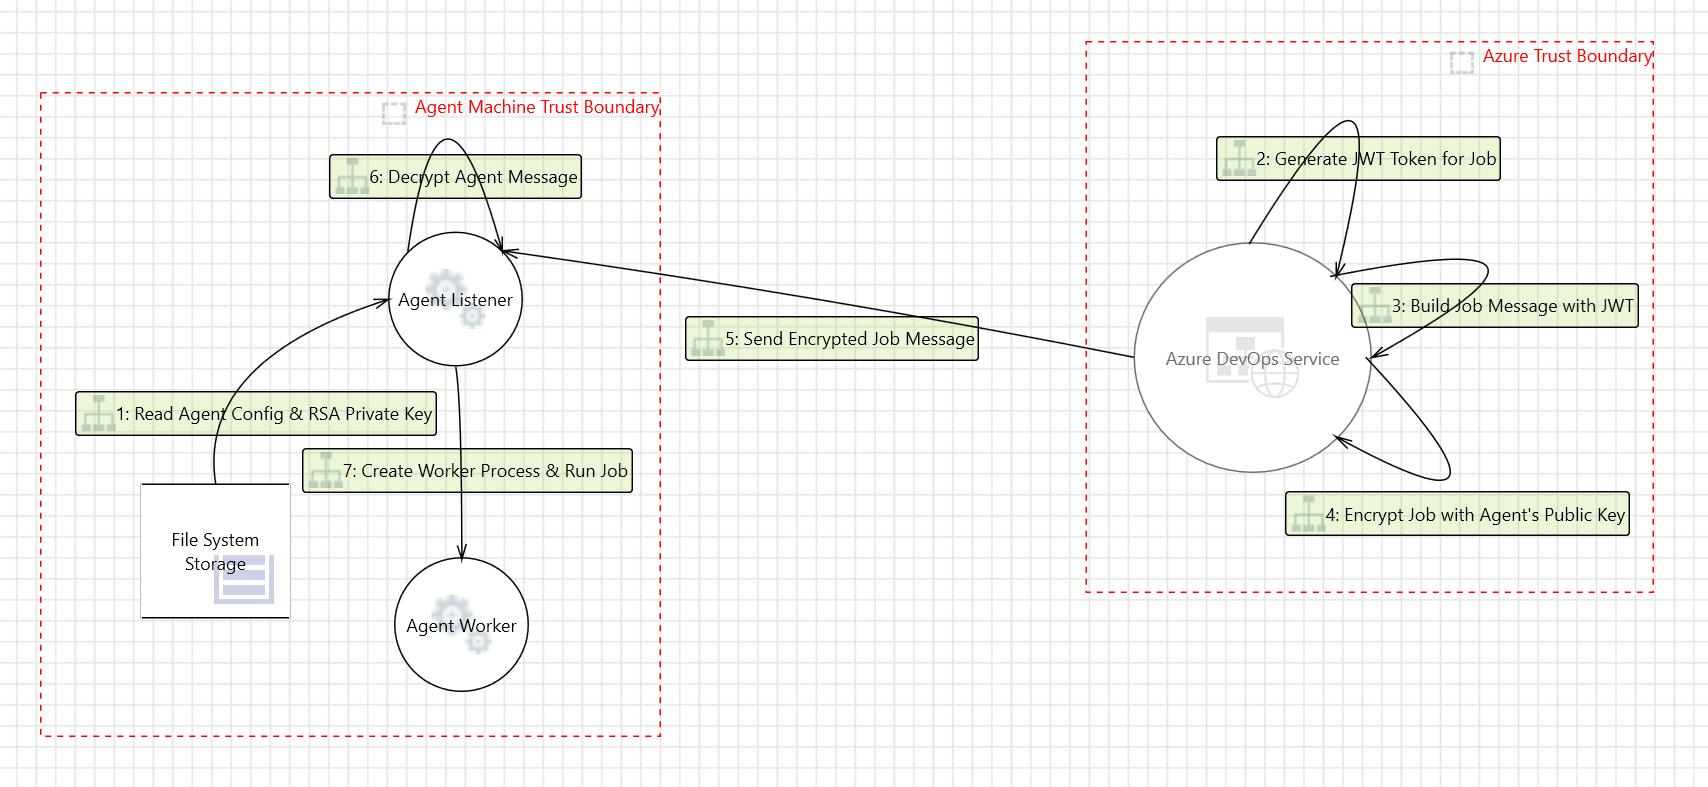 Azure Trust Boundary
Agent Machine Trust Boundary
2: Generate JWT Token for Job
6: Decrypt Agent Message
Agent Listener
3: Build Job Message with JWT
5: Send Encrypted Job Message
Azure DevOps Service
1: Read Agent Config & RSA Private Key
7: Create Worker Process & Run Job
4: Encrypt Job with Agent's Public Key
File System
Storage
Agent Worker